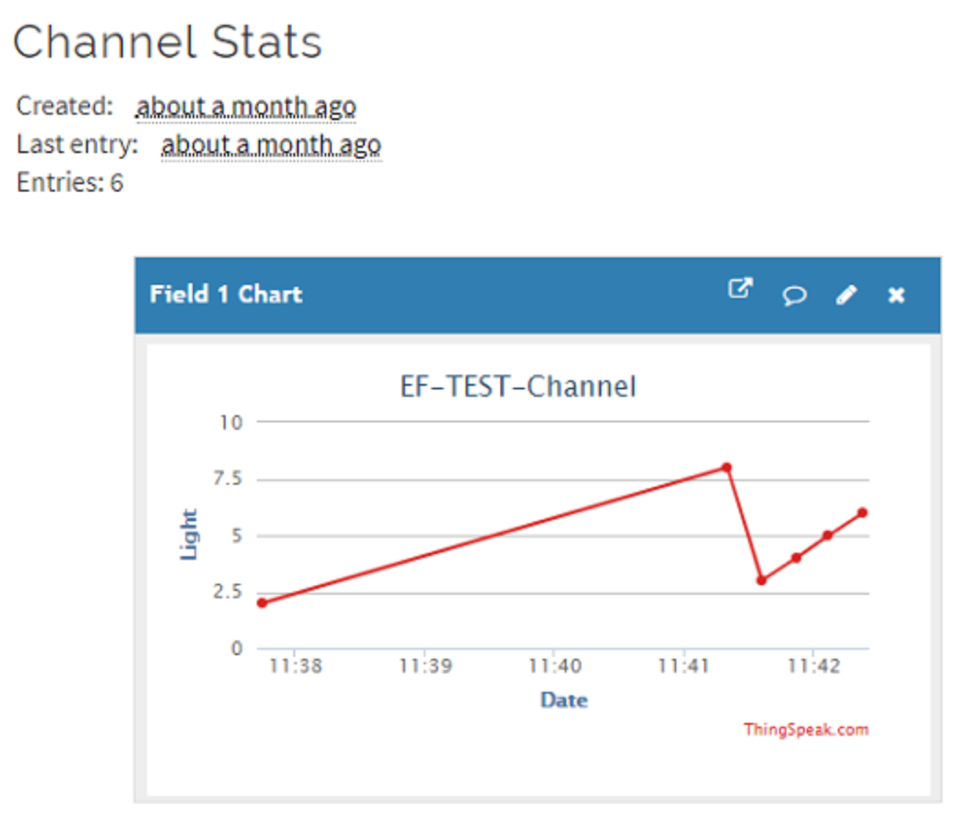 Channel Stats
Created: about a month ago
Last entry: about a month ago
Entries: 6
Field 1 Chart
EF-TEST-Channel
10
7.5
5
2.5
0
Light
11:38 11:39 11:40 11:41 11:42
Date
ThingSpeak.com